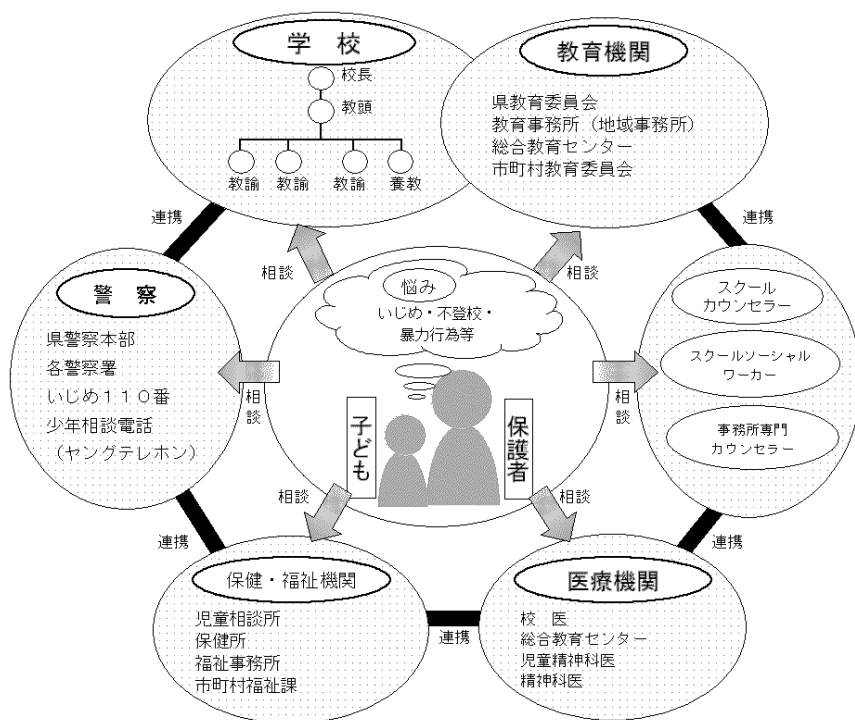 学　校
校長
教頭
教諭
教諭
教諭
養教
教育機関
県教育委員会
教育事務所（地域事務所）
総合教育センター
市町村教育委員会
連携
連携
相談
相談
警　察
県警察本部
各警察署
いじめ１１０番
少年相談電話
（ヤングテレホン）
悩み
いじめ・不登校・
暴力行為等
スクール
カウンセラー
スクールソーシャル
ワーカー
事務所専門
カウンセラー
相談
相談
子ども
保護者
相談
相談
連携
連携
保健・福祉機関
児童相談所
保健所
福祉事務所
市町村福祉課
連携
医療機関
校　医
総合教育センター
児童精神科医
精神科医